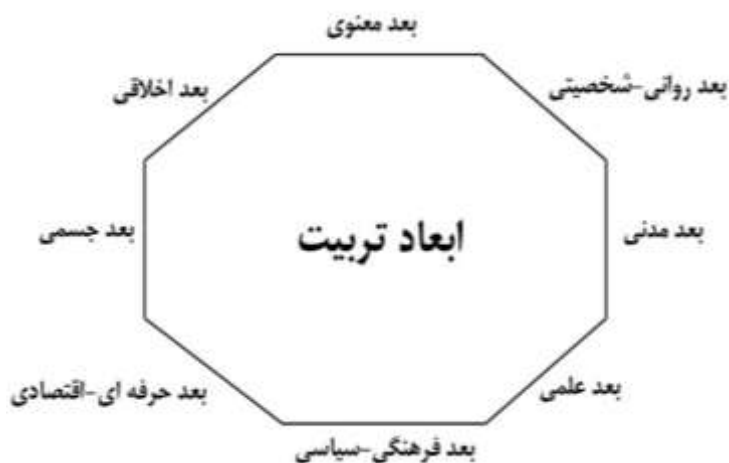 بعد معنوی
بعد روانی-شخصیتی
بعد اخلاقی
بعد مدنی
ابعاد تربیت
بعد جسمی
بعد علمی
بعد حرفه ای-اقتصادی
بعد فرهنگی-سیاسی